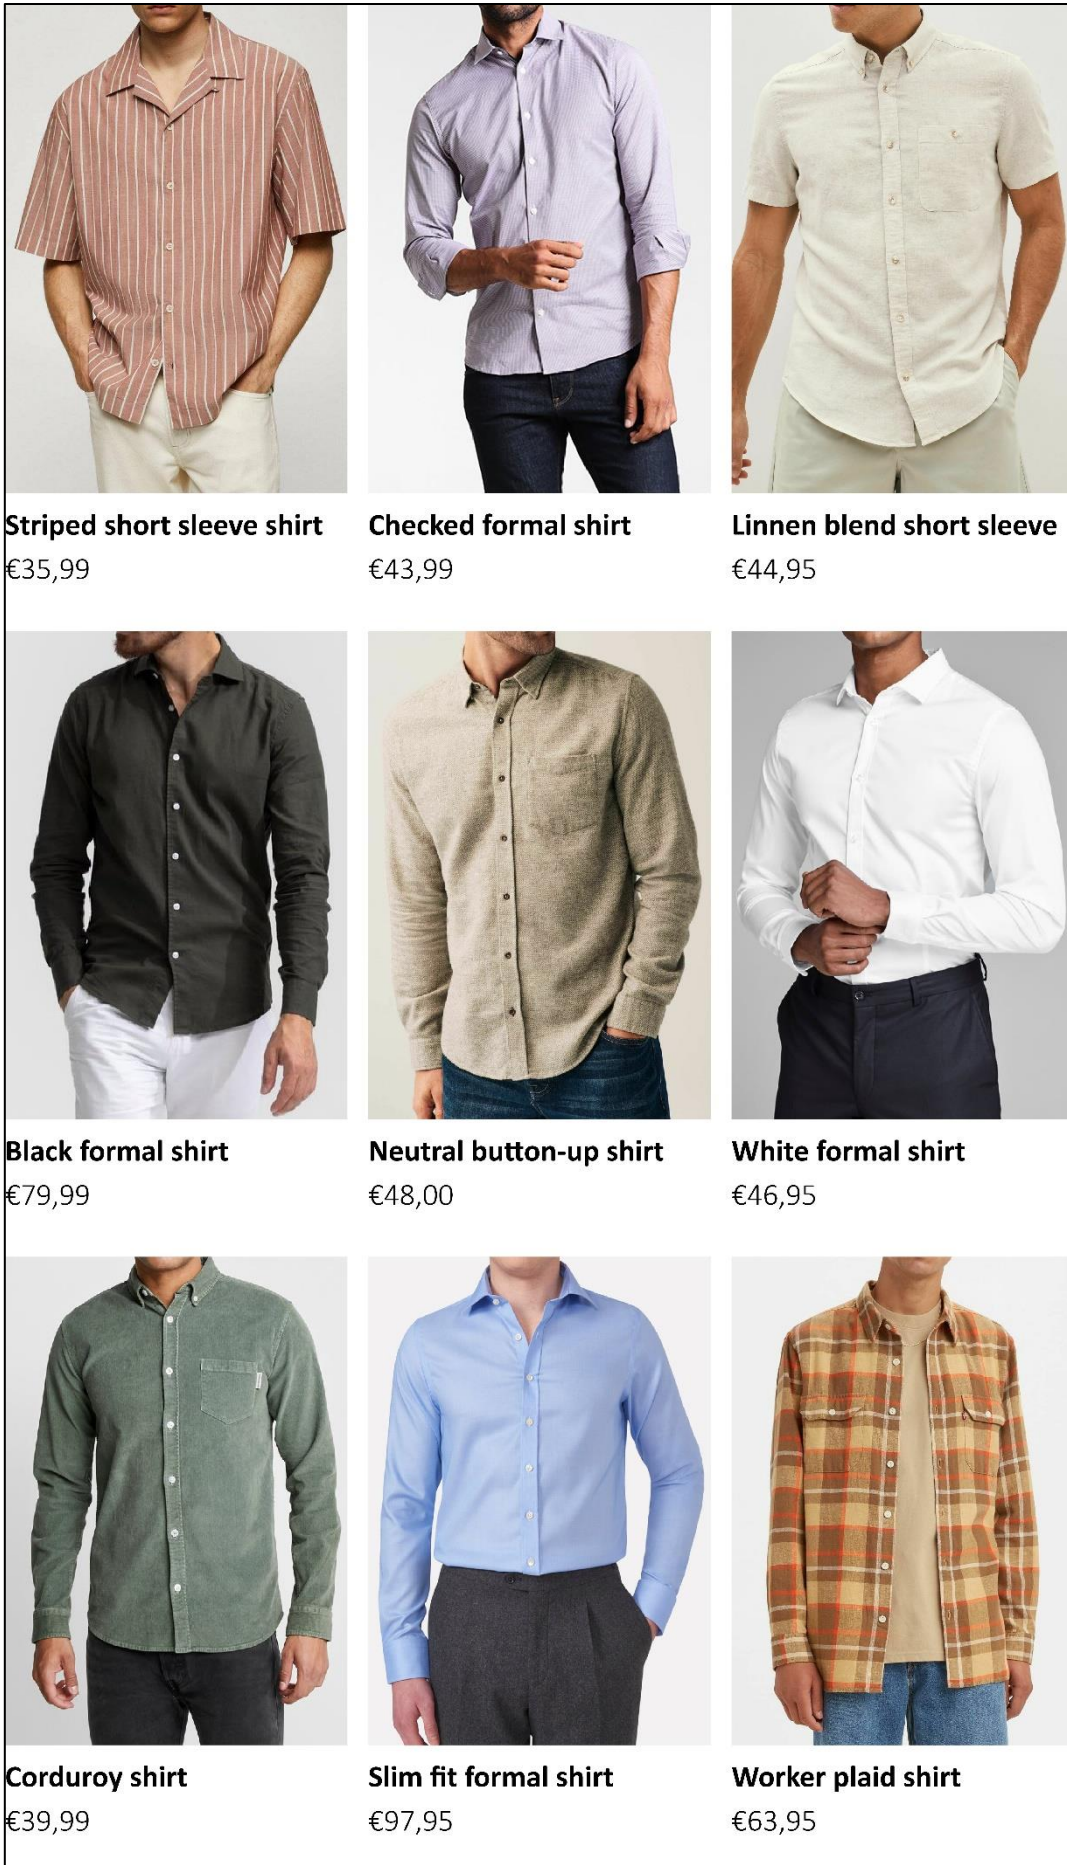 Striped short sleeve shirt
€35,99
Checked formal shirt
€43,99
Linnen blend short sleeve
€44,95
Black formal shirt
€79,99
Neutral button-up shirt
€48,00
White formal shirt
€46,95
Corduroy shirt
€39,99
Slim fit formal shirt
€97,95
Worker plaid shirt
€63,95